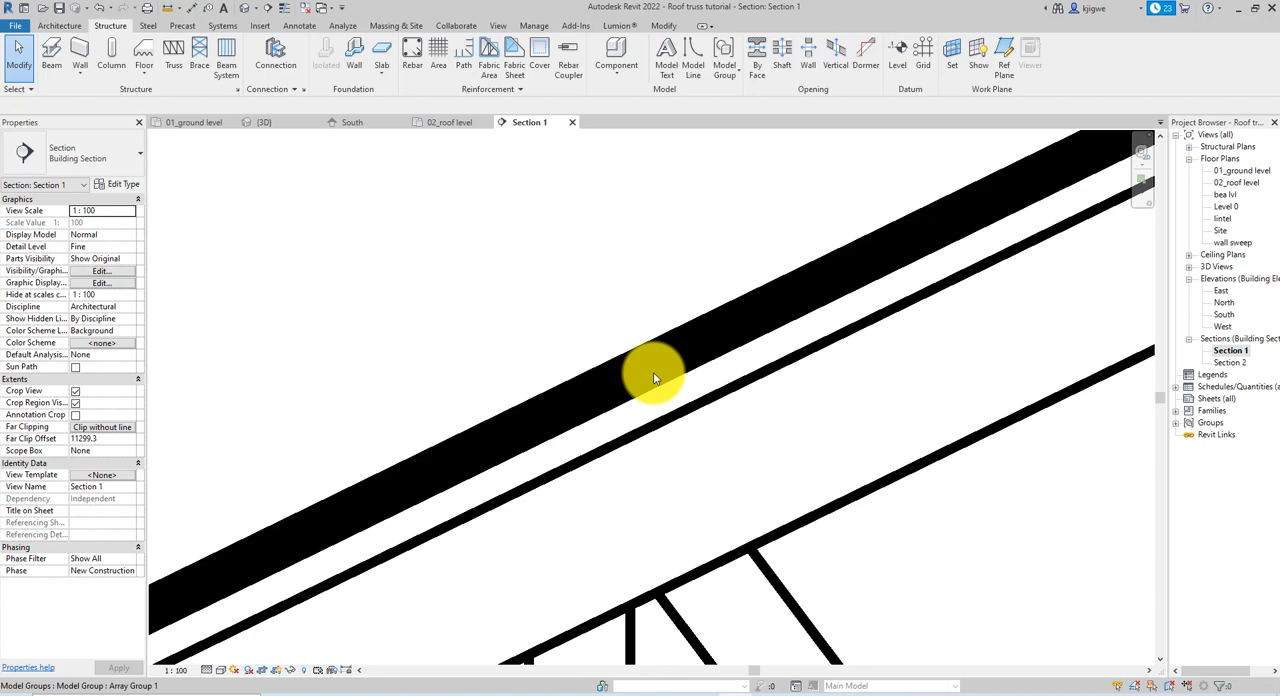 Autodesk Revit 2022 - Roof truss tutorial - Section: Section 1
kjigwe
23
File
Architecture
Structure
Steel
Precast
Systems
Insert
Annotate
Analyze
Massing & Site
Collaborate
View
Manage
Add-Ins
Lumion®
Modify
Modify
Beam
Wall
Column
Floor
Truss
Brace
Beam
System
Connection
Isolated
Wall
Slab
Rebar
Area
Path
Fabric
Area
Fabric
Sheet
Cover
Rebar
Coupler
Component
Model
Text
Model
Line
Model
Group
By
Face
Shaft
Wall
Vertical
Dormer
Level
Grid
Set
Show
Ref
Plane
Viewer
Select
Structure
Connection
Foundation
Reinforcement
Model
Opening
Datum
Work Plane
Properties
01_ground level
{3D}
South
02_roof level
Section 1
Project Browser - Roof tr...
Section
Building Section
Section: Section 1
Edit Type
Graphics
View Scale
1 : 100
Scale Value 1:
100
Display Model
Normal
Detail Level
Fine
Parts Visibility
Show Original
Visibility/Graphi...
Edit...
Graphic Display...
Edit...
Hide at scales c...
1 : 100
Discipline
Architectural
Show Hidden Li...
By Discipline
Color Scheme L...
Background
Color Scheme
<none>
Default Analysis...
None
Sun Path
Extents
Crop View
Crop Region Vis...
Annotation Crop
Far Clipping
Clip without line
Far Clip Offset
11299.3
Scope Box
None
Identity Data
View Template
<None>
View Name
Section 1
Dependency
Independent
Title on Sheet
Referencing Sh...
Referencing Det...
Phasing
Phase Filter
Show All
Phase
New Construction
Properties help
Apply
Views (all)
Structural Plans
Floor Plans
01_ground level
02_roof level
bea lvl
Level 0
lintel
Site
wall sweep
Ceiling Plans
3D Views
Elevations (Building Ele
East
North
South
West
Sections (Building Sect
Section 1
Section 2
Legends
Schedules/Quantities (a
Sheets (all)
Families
Groups
Revit Links
1 : 100
Model Groups : Model Group : Array Group 1
:0
Main Model
:0